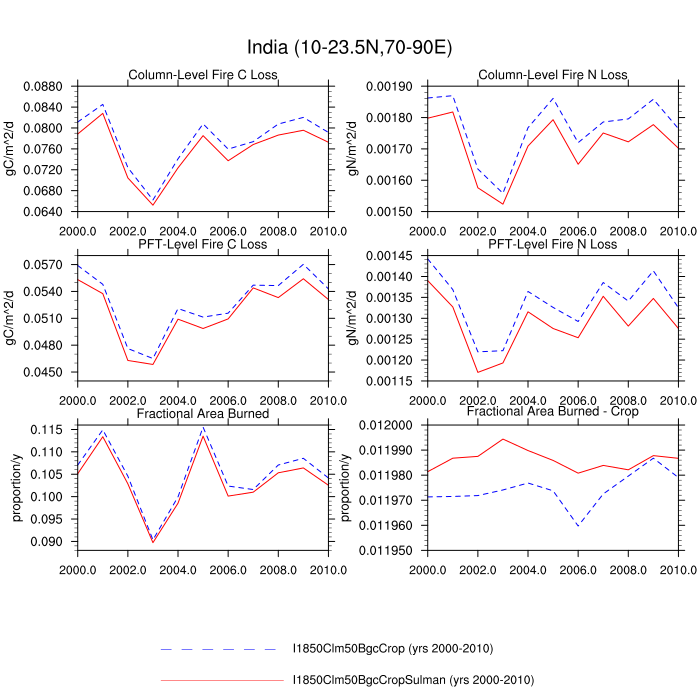 India (10-23.5N,70-90E)
Column-Level Fire C Loss
gC/m^2/d
0.0880
0.0840
0.0800
0.0760
0.0720
0.0680
0.0640
2000.0 2002.0 2004.0 2006.0 2008.0 2010.0
Column-Level Fire N Loss
gN/m^2/d
0.00190
0.00180
0.00170
0.00160
0.00150
2000.0 2002.0 2004.0 2006.0 2008.0 2010.0
PFT-Level Fire C Loss
gC/m^2/d
0.0570
0.0540
0.0510
0.0480
0.0450
2000.0 2002.0 2004.0 2006.0 2008.0 2010.0
PFT-Level Fire N Loss
gN/m^2/d
0.00145
0.00140
0.00135
0.00130
0.00125
0.00120
0.00115
2000.0 2002.0 2004.0 2006.0 2008.0 2010.0
Fractional Area Burned
proportion/y
0.115
0.110
0.105
0.100
0.095
0.090
2000.0 2002.0 2004.0 2006.0 2008.0 2010.0
Fractional Area Burned - Crop
proportion/y
0.012000
0.011990
0.011980
0.011970
0.011960
0.011950
2000.0 2002.0 2004.0 2006.0 2008.0 2010.0
I1850Clm50BgcCrop (yrs 2000-2010)
I1850Clm50BgcCropSulman (yrs 2000-2010)